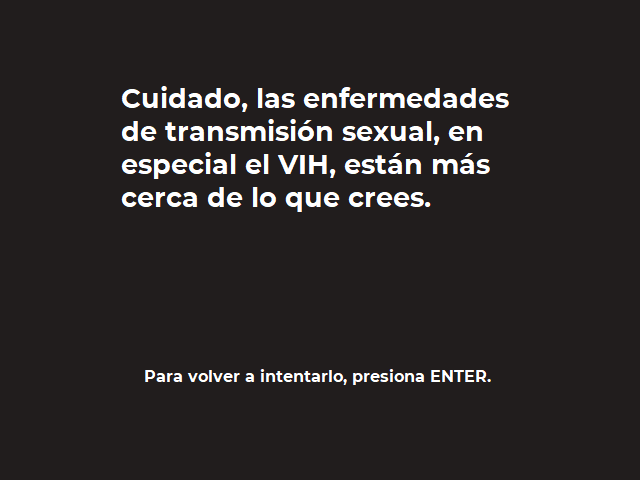 Cuidado, las enfermedades
de transmisión sexual, en
especial el VIH, están más
cerca de lo que crees.
Para volver a intentarlo, presiona ENTER.